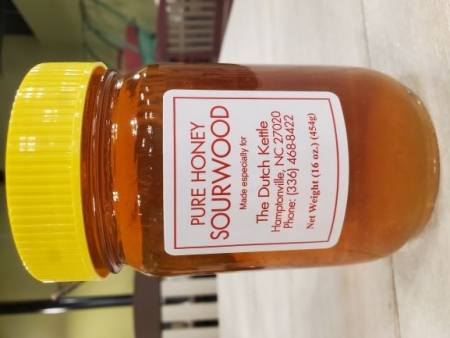 PURE HONEY
SOURWOOD
Made especially for
The Dutch Kettle
Hamptonville, NC 27020
Phone: (336) 468-8422
Net Weight (16 oz.) (454g)